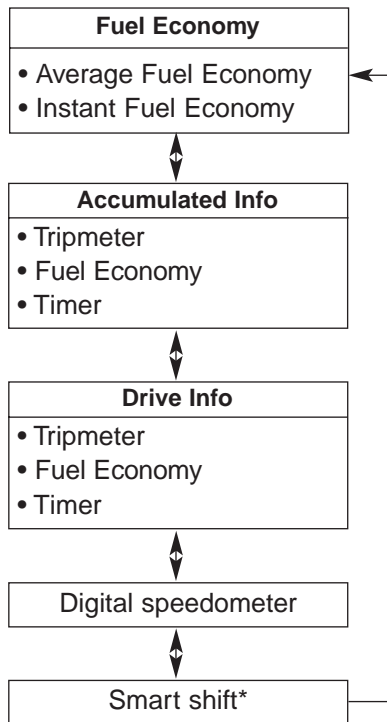 Fuel Economy
• Average Fuel Economy
• Instant Fuel Economy
Accumulated Info
• Tripmeter
• Fuel Economy
• Timer
Drive Info
• Tripmeter
• Fuel Economy
• Timer
Digital speedometer
Smart shift*